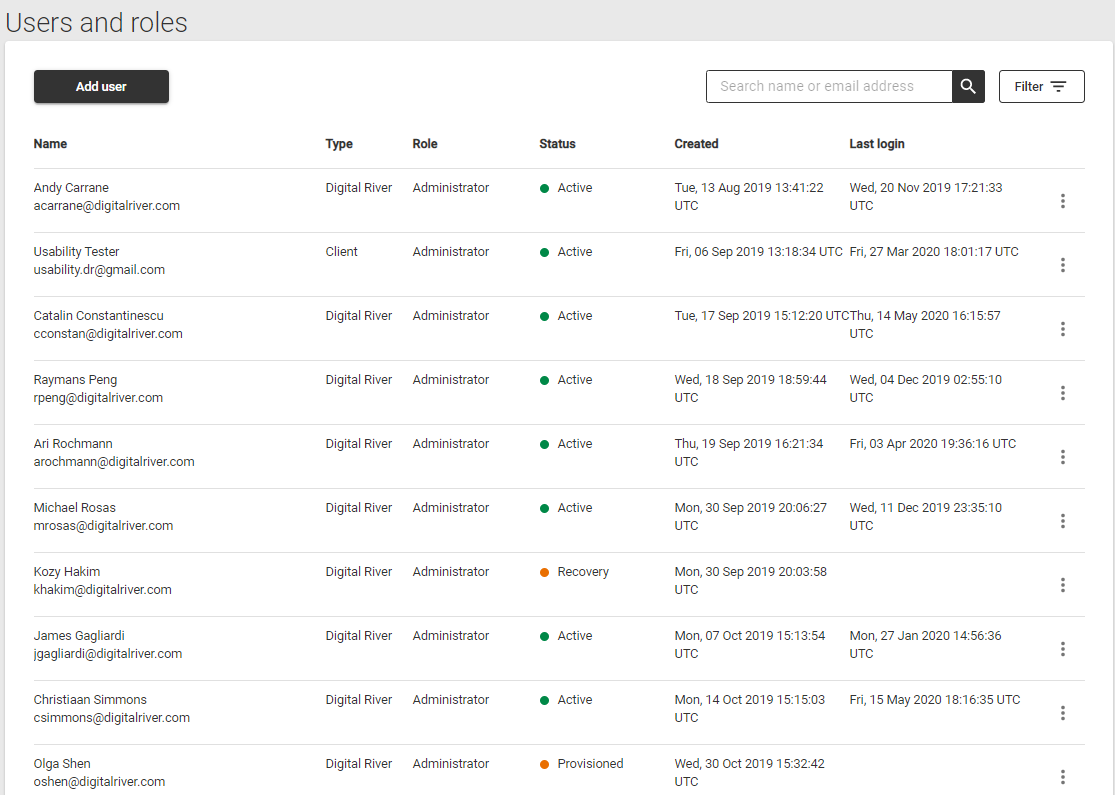 Users and roles
Add user
Search name or email address
Filter
Name Type Role Status Created Last login
Andy Carrane Digital River Administrator Active Tue, 13 Aug 2019 13:41:22 Wed, 20 Nov 2019 17:21:33
acarrane@digitalriver.com UTC UTC
Usability Tester Client Administrator Active Fri, 06 Sep 2019 13:18:34 UTC Fri, 27 Mar 2020 18:01:17 UTC
usability.dr@gmail.com
Catalin Constantinescu Digital River Administrator Active Tue, 17 Sep 2019 15:12:20 UTC Thu, 14 May 2020 16:15:57
cconstan@digitalriver.com UTC
Raymans Peng Digital River Administrator Active Wed, 18 Sep 2019 18:59:44 Wed, 04 Dec 2019 02:55:10
rpeng@digitalriver.com UTC UTC
Ari Rochmann Digital River Administrator Active Thu, 19 Sep 2019 16:21:34 Fri, 03 Apr 2020 19:36:16 UTC
arochmann@digitalriver.com UTC
Michael Rosas Digital River Administrator Active Mon, 30 Sep 2019 20:06:27 Wed, 11 Dec 2019 23:35:10
mrosas@digitalriver.com UTC UTC
Kozy Hakim Digital River Administrator Recovery Mon, 30 Sep 2019 20:03:58
khakim@digitalriver.com UTC
James Gagliardi Digital River Administrator Active Mon, 07 Oct 2019 15:13:54 Mon, 27 Jan 2020 14:56:36
jgagliardi@digitalriver.com UTC UTC
Christiaan Simmons Digital River Administrator Active Mon, 14 Oct 2019 15:15:03 Fri, 15 May 2020 18:16:35 UTC
csimmons@digitalriver.com UTC
Olga Shen Digital River Administrator Provisioned Wed, 30 Oct 2019 15:32:42
oshen@digitalriver.com UTC